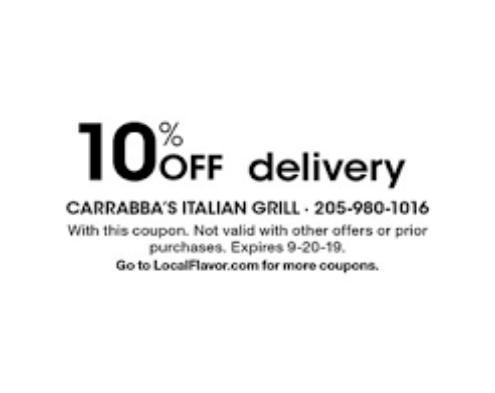 10% OFF delivery
CARRABBA'S ITALIAN GRILL · 205-980-1016
With this coupon. Not valid with other offers or prior
purchases. Expires 9-20-19.
Go to LocalFlavor.com for more coupons.